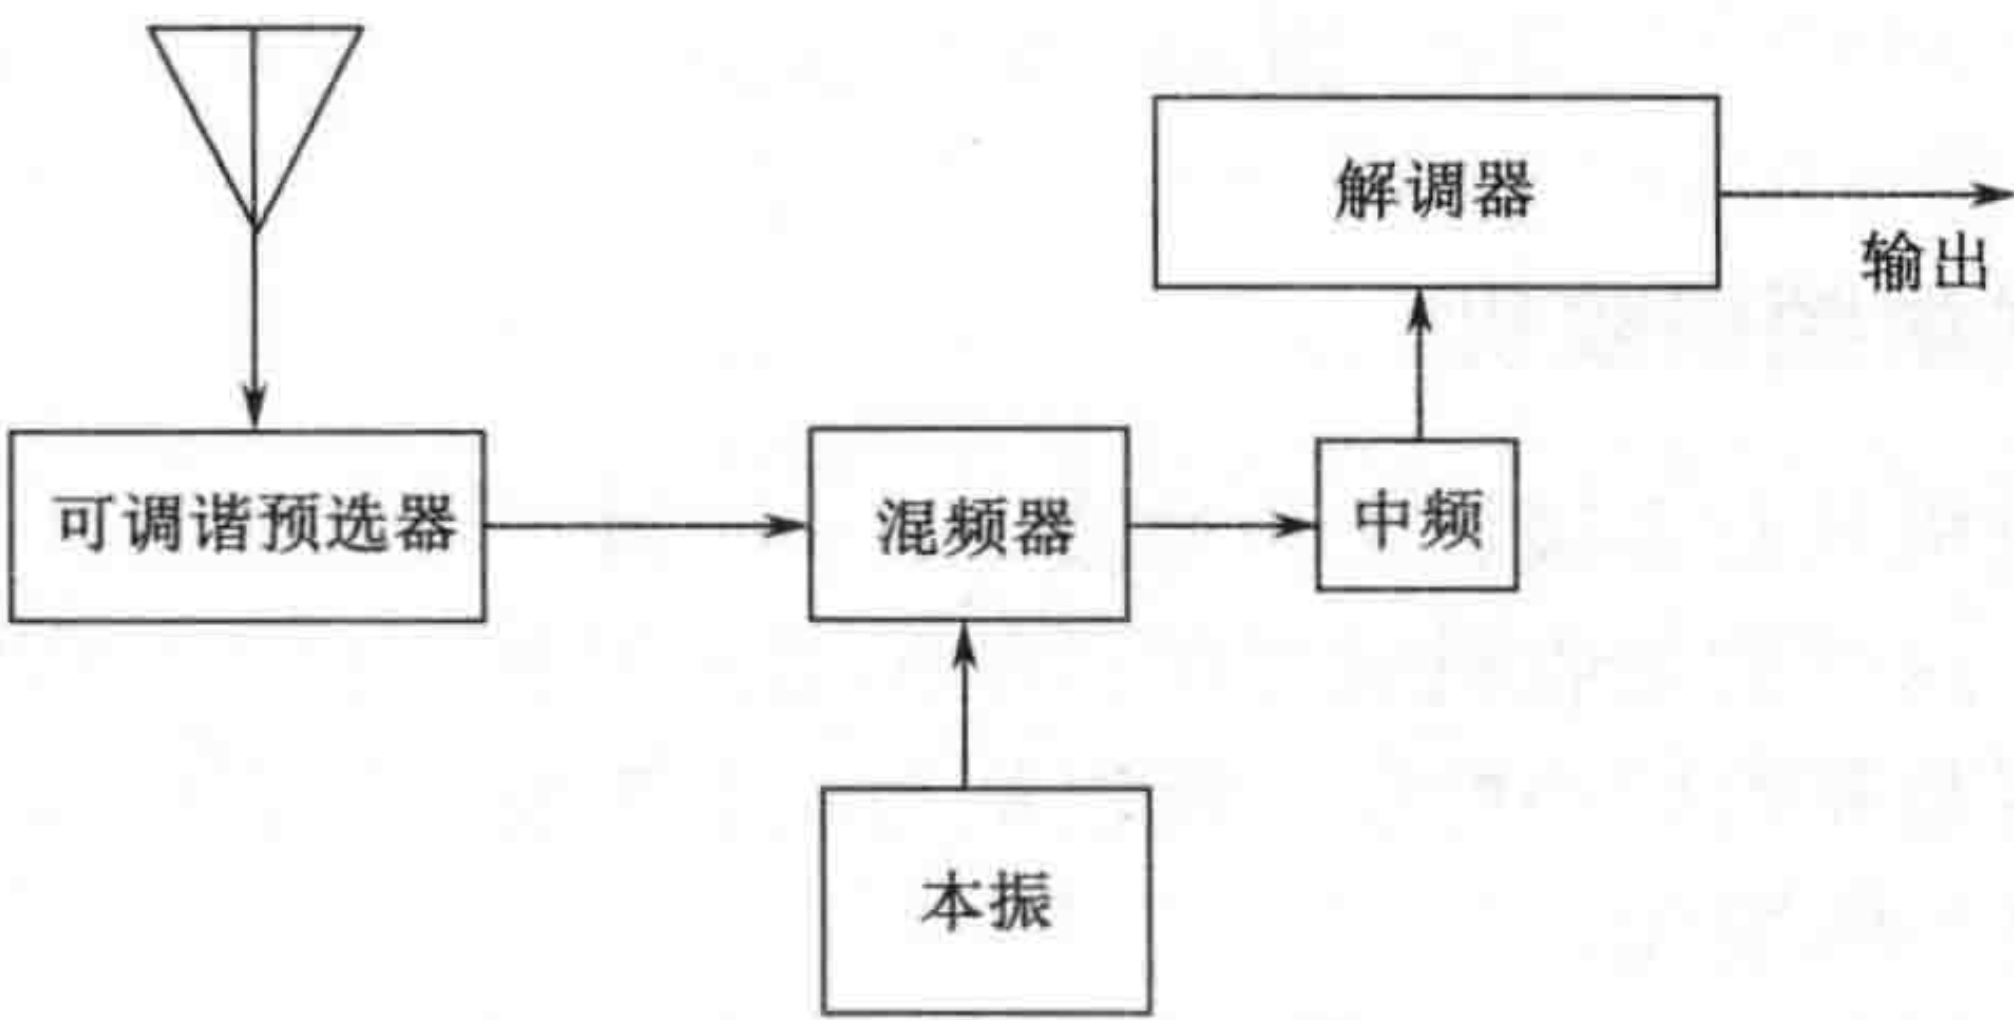 解调器
输出
可调谐预选器
混频器
中频
本振